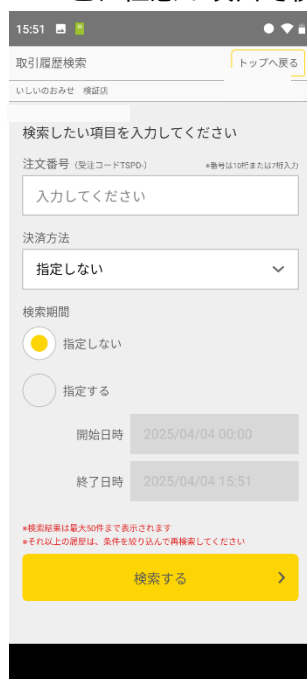 15:51
取引履歴検索
トップへ戻る
いしいのおみせ 検証店
検索したい項目を入力してください
注文番号（受注コードTSPD-）
※番号は10桁または17桁入力
入力してください
決済方法
指定しない
検索期間
指定しない
指定する
開始日時 2025/04/04 00:00
終了日時 2025/04/04 15:51
※検索結果は最大50件まで表示されます
※それ以上の履歴は、条件を絞り込んで再検索してください
検索する